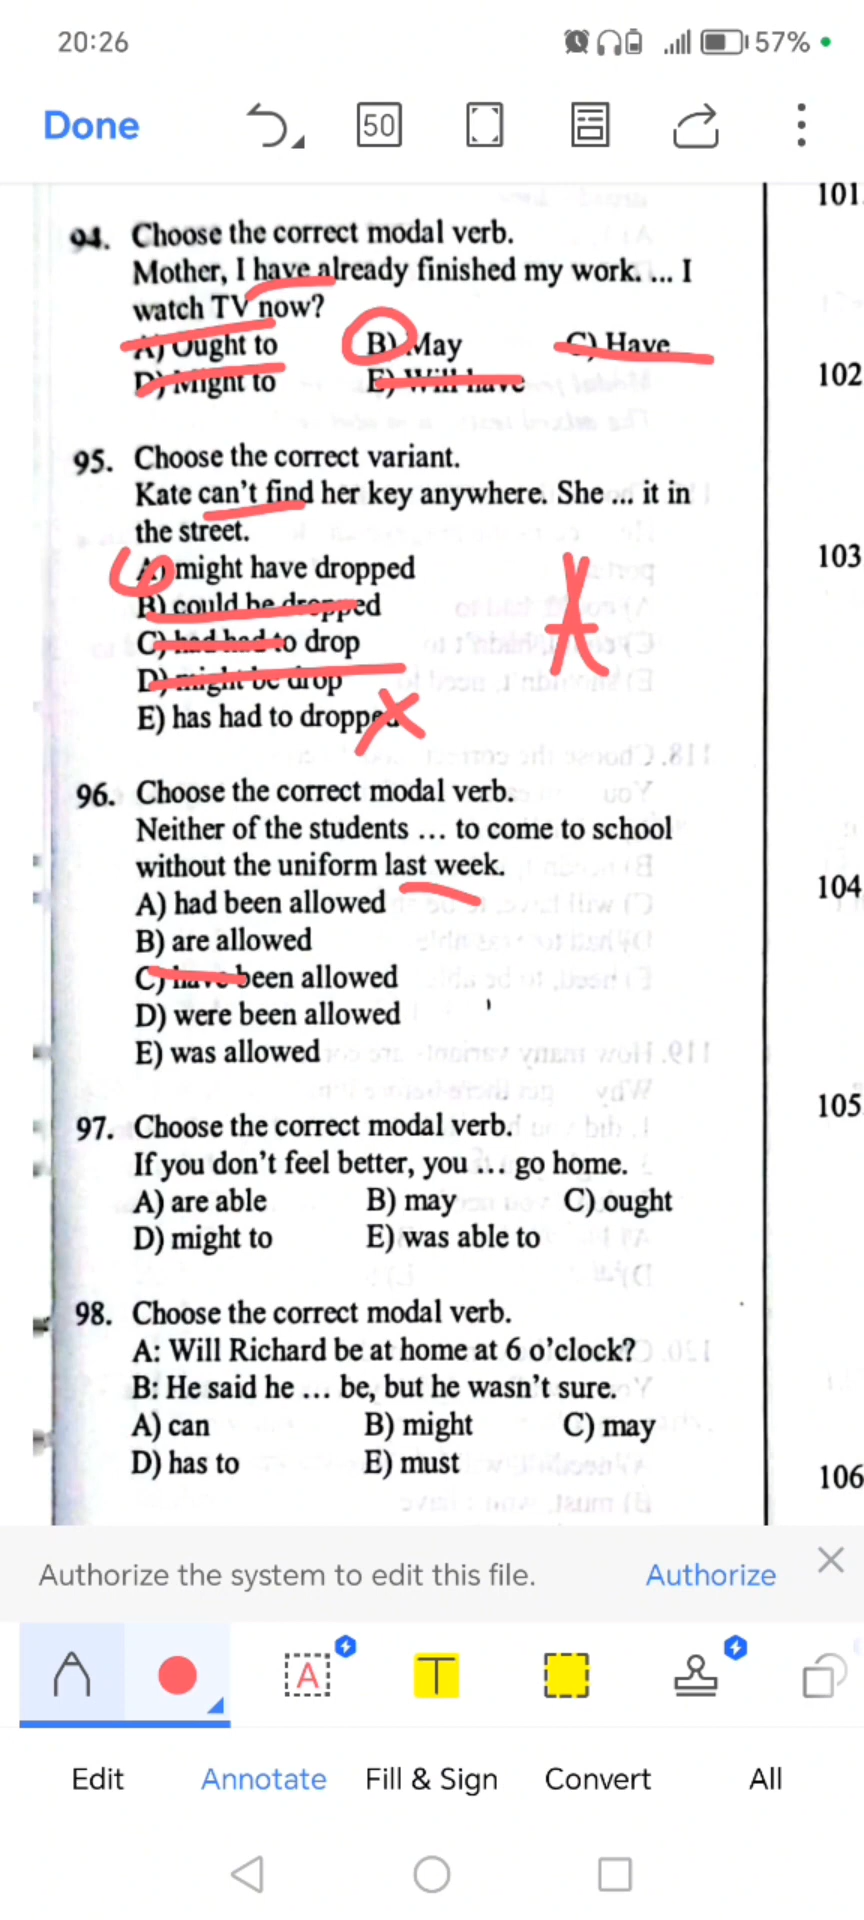 20:26
57%
Done
50
101.
94. Choose the correct modal verb.
Mother, I have already finished my work. ... I
watch TV now?
A) Ought to B) May C) Have
D) Might to E) Will have
102
95. Choose the correct variant.
Kate can't find her key anywhere. She ... it in
the street.
A) might have dropped
B) could be dropped
C) had had to drop
D) might be drop
E) has had to dropped
103
96. Choose the correct modal verb.
Neither of the students ... to come to school
without the uniform last week.
A) had been allowed
B) are allowed
C) have been allowed
D) were been allowed
E) was allowed
104
97. Choose the correct modal verb.
If you don't feel better, you ... go home.
A) are able B) may C) ought
D) might to E) was able to
105
98. Choose the correct modal verb.
A: Will Richard be at home at 6 o'clock?
B: He said he ... be, but he wasn't sure.
A) can B) might C) may
D) has to E) must
106
Authorize the system to edit this file. Authorize
A T
Edit Annotate Fill & Sign Convert All